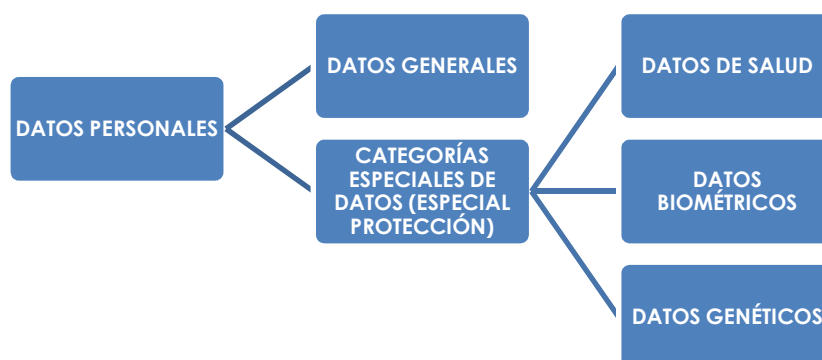 DATOS PERSONALES
DATOS GENERALES
CATEGORÍAS
ESPECIALES DE
DATOS (ESPECIAL
PROTECCIÓN)
DATOS DE SALUD
DATOS
BIOMÉTRICOS
DATOS GENÉTICOS